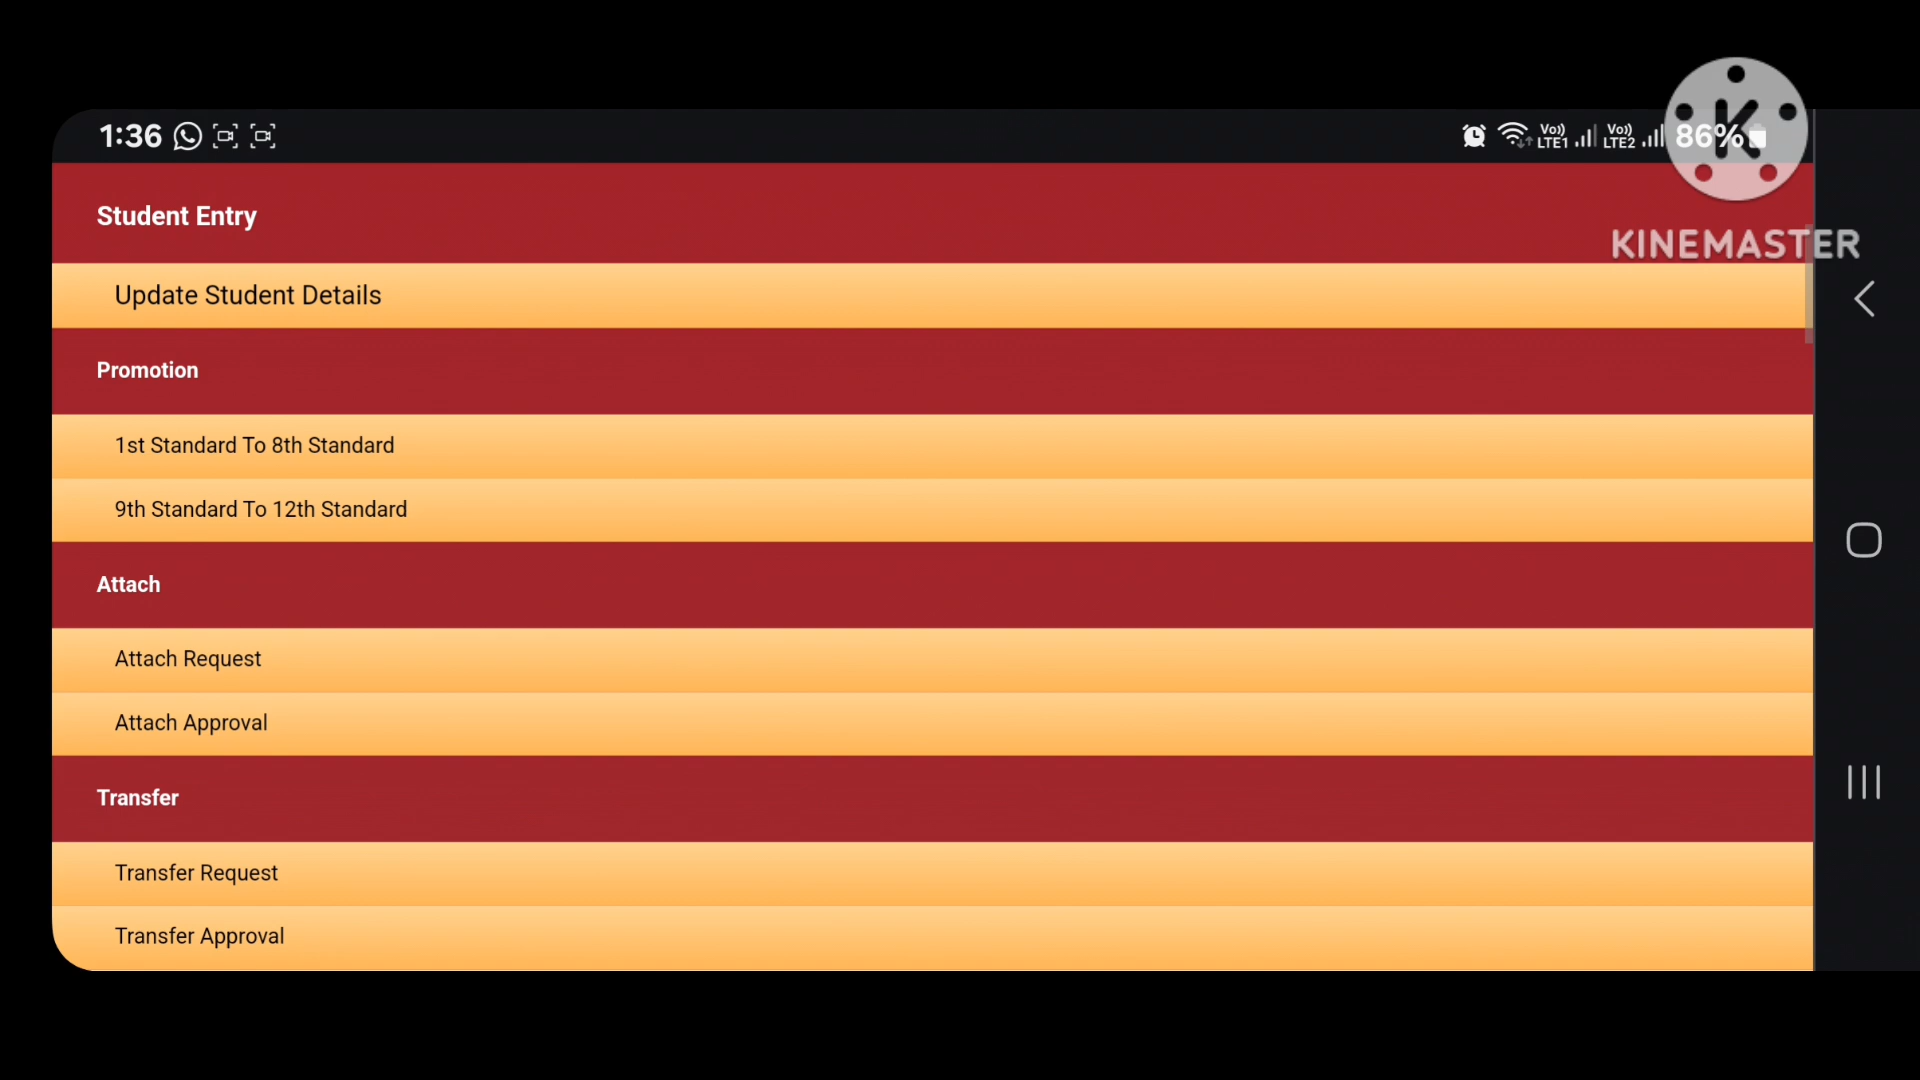 1:36
Vo)) LTE1 Vo)) LTE2 86%
KINEMASTER
Student Entry
Update Student Details
Promotion
1st Standard To 8th Standard
9th Standard To 12th Standard
Attach
Attach Request
Attach Approval
Transfer
Transfer Request
Transfer Approval